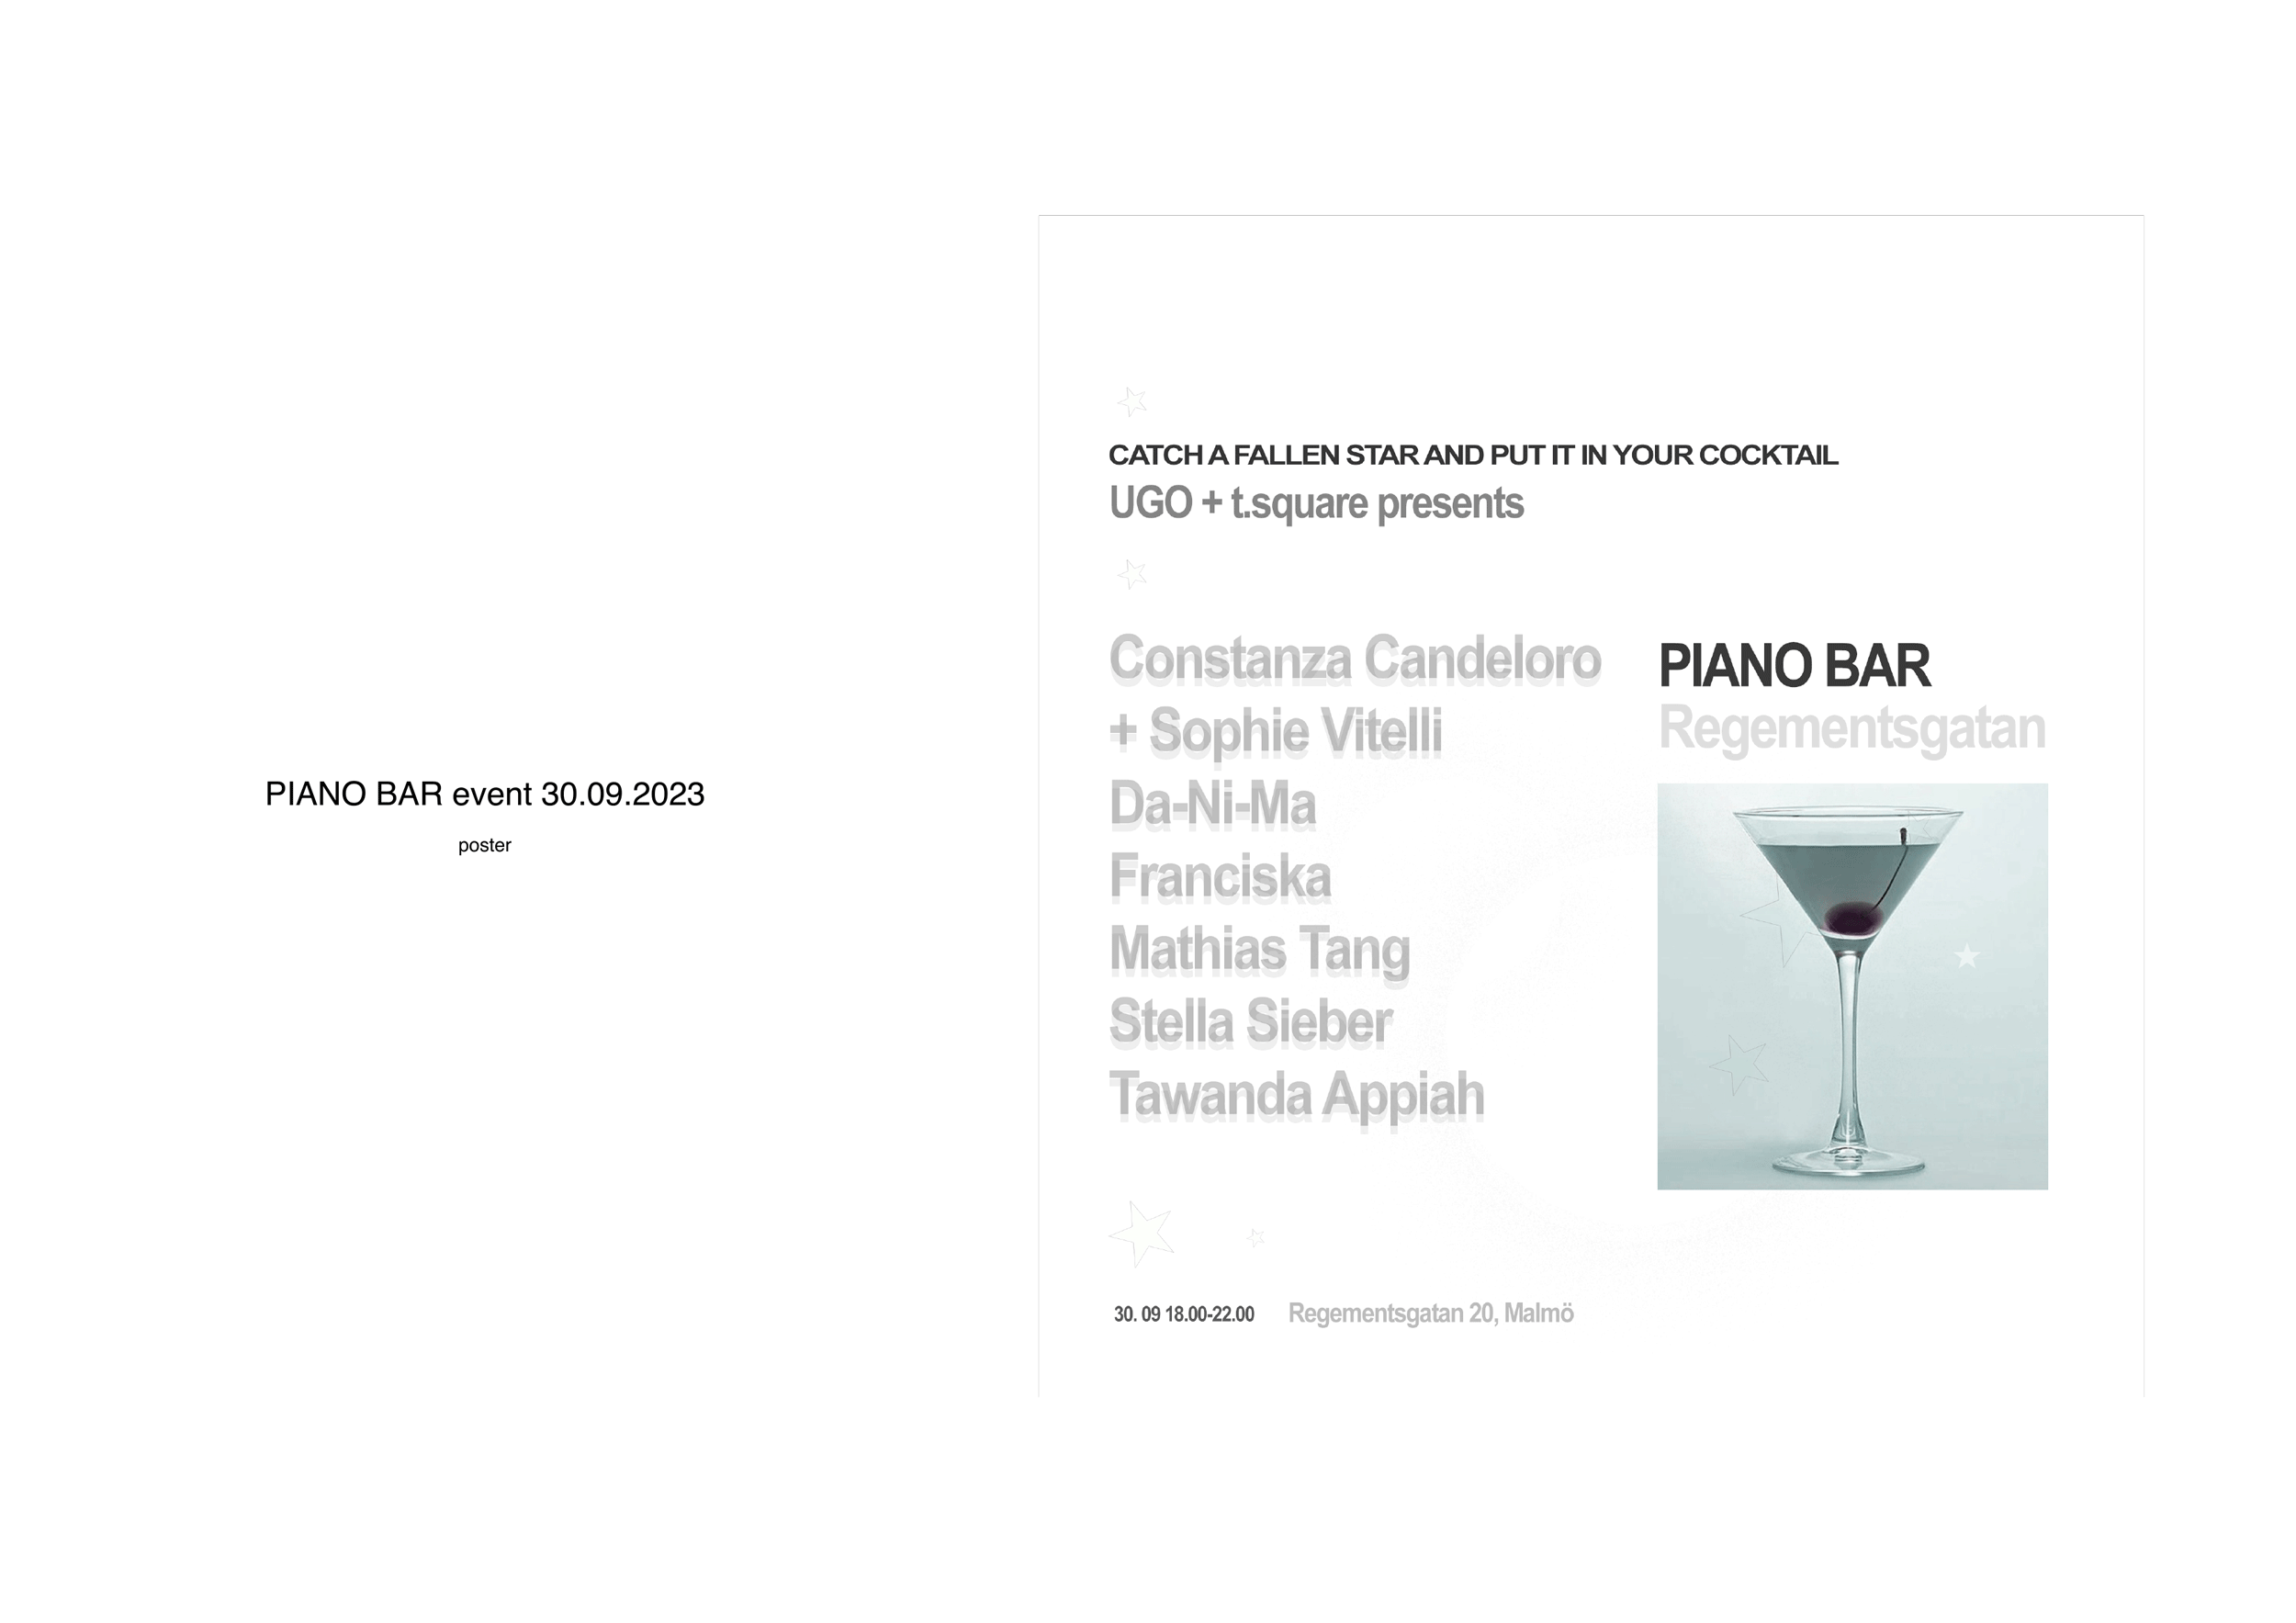 PIANO BAR event 30.09.2023
poster
CATCH A FALLEN STAR AND PUT IT IN YOUR COCKTAIL
UGO + t.square presents
Constanza Candeloro
+ Sophie Vitelli
Da-Ni-Ma
Franciska
Mathias Tang
Stella Sieber
Tawanda Appiah
PIANO BAR
Regementsgatan
30. 09 18.00-22.00
Regementsgatan 20, Malmö